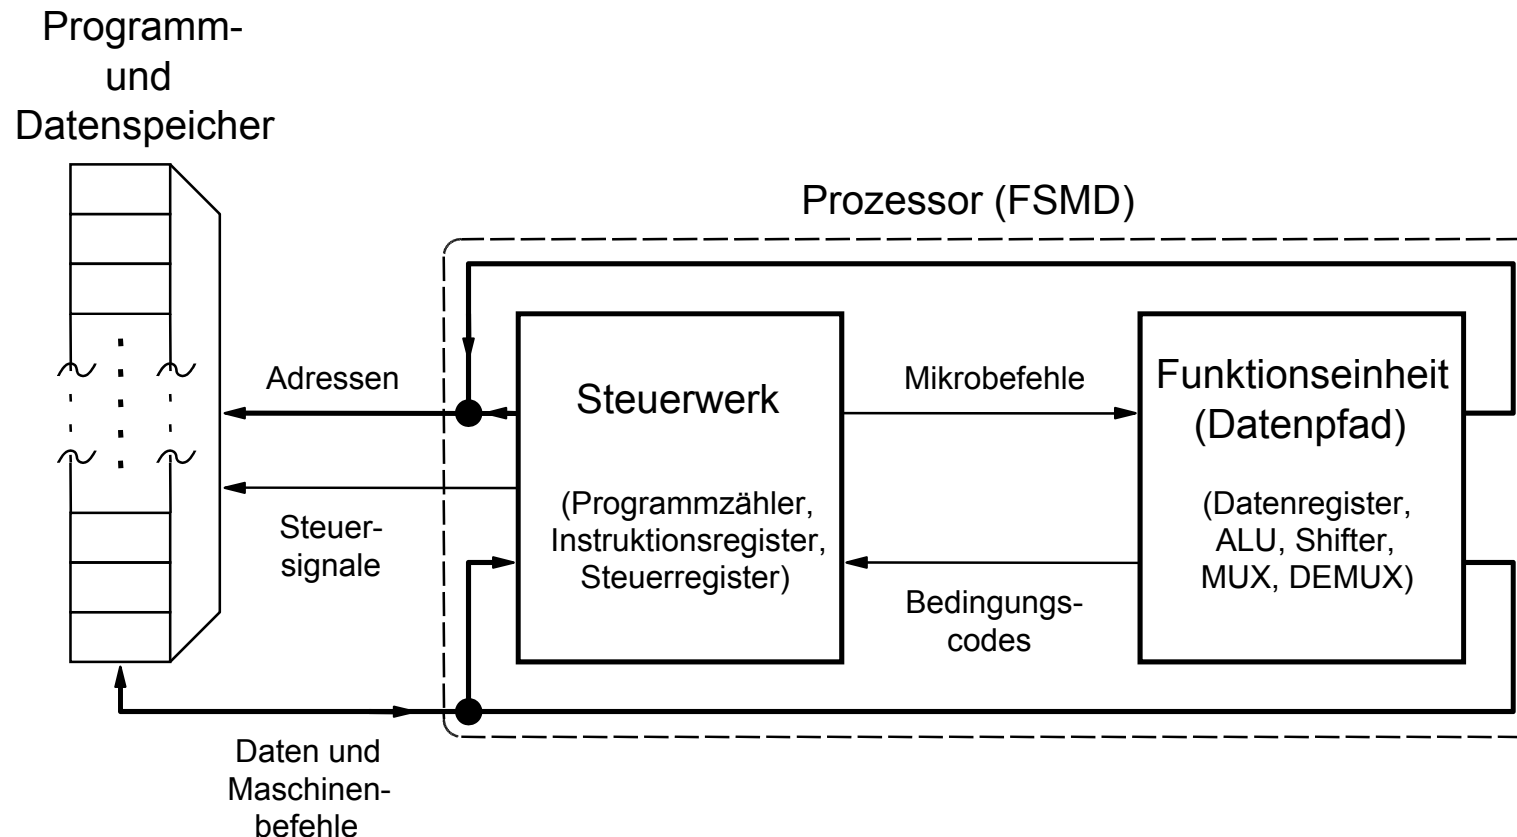 Programm-
und
Datenspeicher
Prozessor (FSMD)
Adressen
Steuerwerk
Mikrobefehle
Funktionseinheit
(Datenpfad)
Steuer-
signale
(Programmzähler,
Instruktionsregister,
Steuerregister)
(Datenregister,
ALU, Shifter,
MUX, DEMUX)
Bedingungs-
codes
Daten und
Maschinen-
befehle